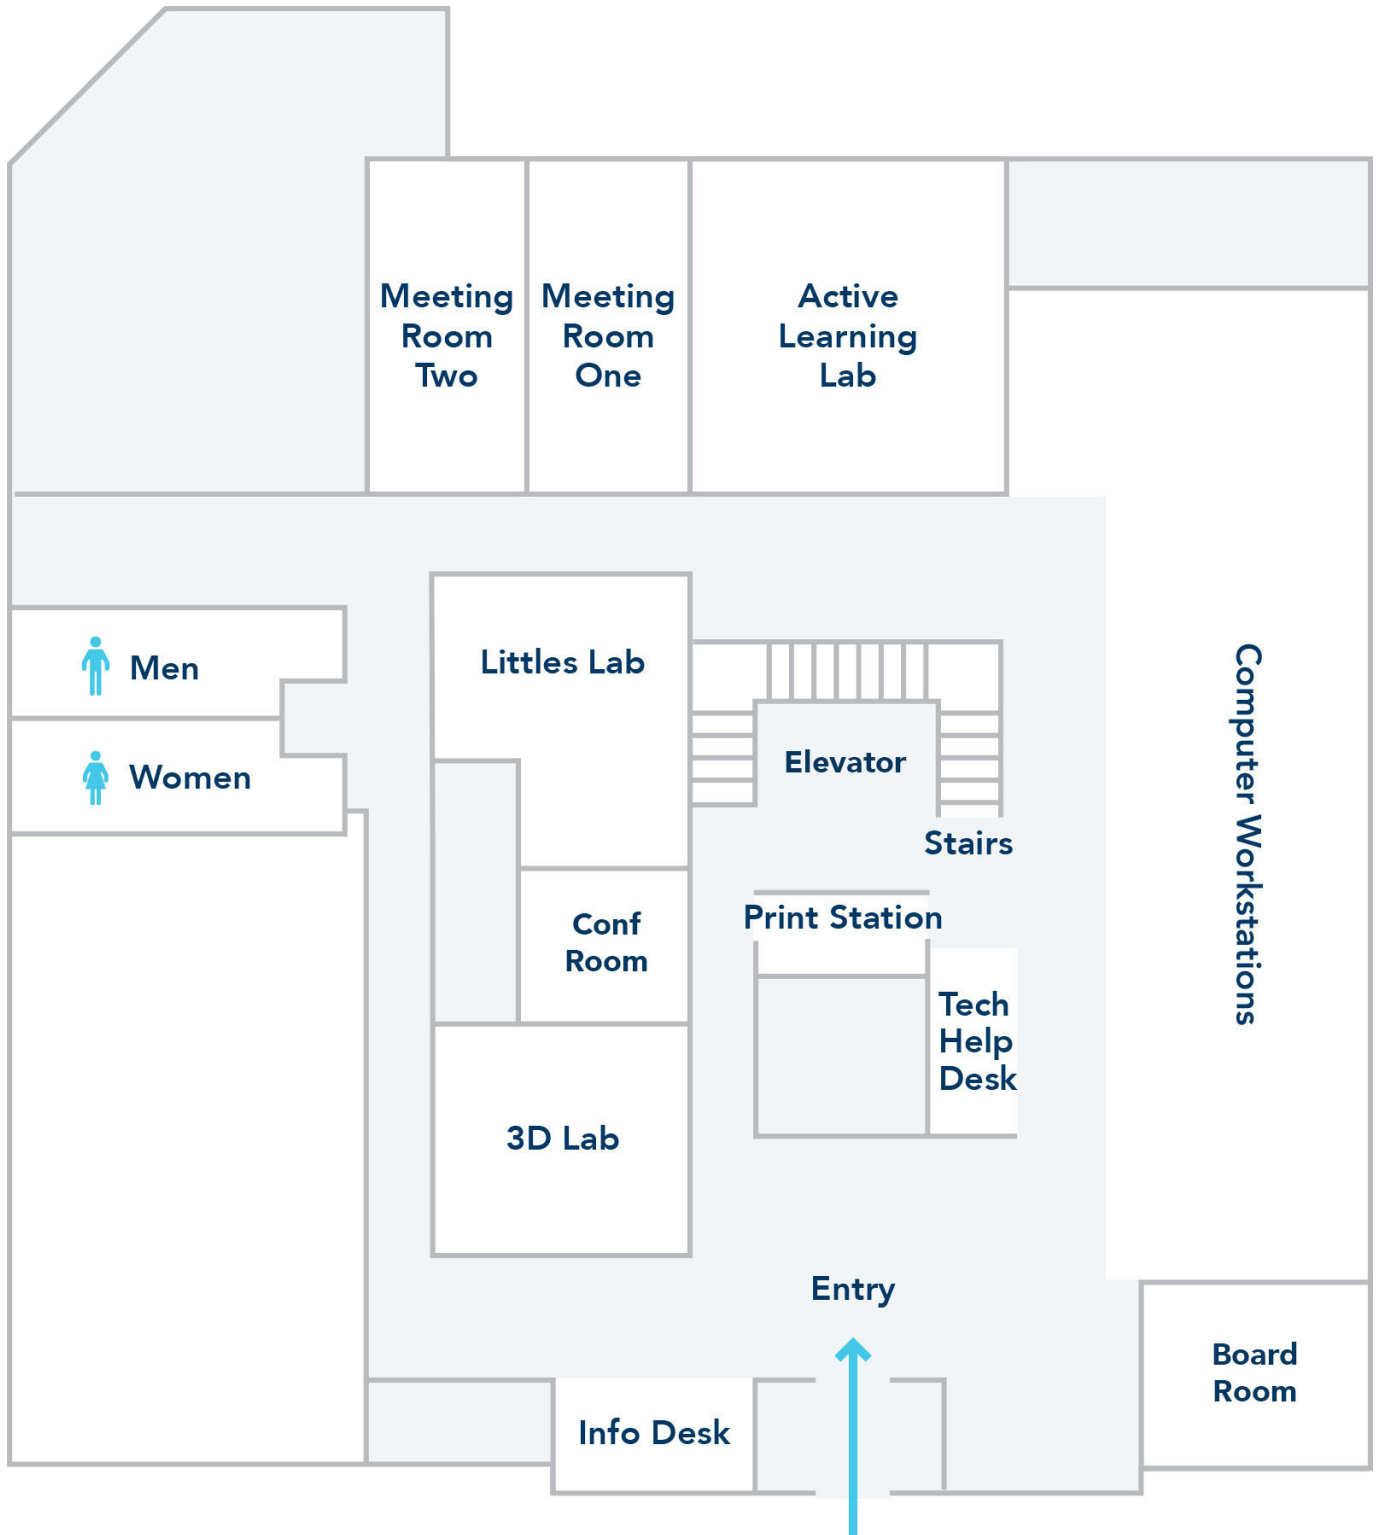 Meeting
Room
Two
Meeting
Room
One
Active
Learning
Lab
Men
Littles Lab
Women
Elevator
Stairs
Computer Workstations
Print Station
Conf
Room
Tech
Help
Desk
3D Lab
Entry
Board
Room
Info Desk